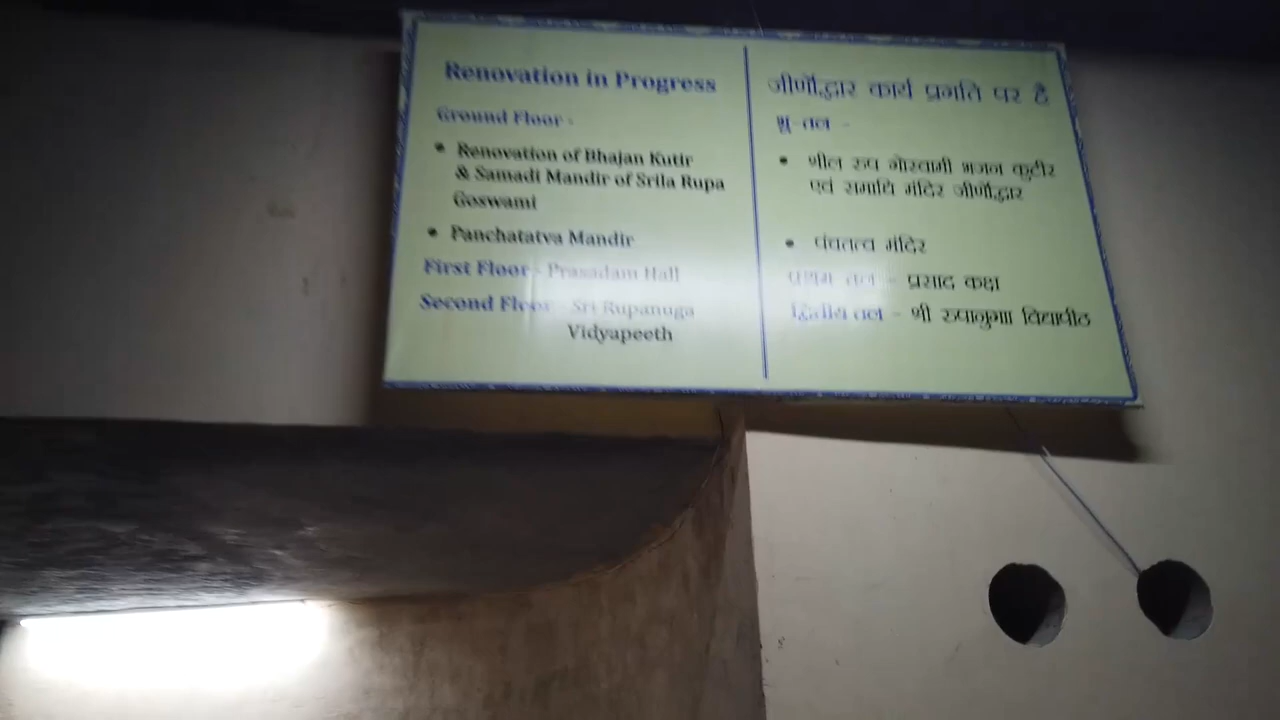 Renovation in Progress
Ground Floor -
• Renovation of Bhajan Kutir
& Samadi Mandir of Srila Rupa
Goswami
• Panchatatva Mandir
First Floor - Prasadam Hall
Second Floor - Sri Rupanuga
Vidyapeeth
जीर्णोद्धार कार्य प्रगति पर है
भू-तल -
• श्रील रुप गोस्वामी भजन कुटीर
एवं समाधि मंदिर जीर्णोद्धार
• पंचतत्व मंदिर
प्रथम तल - प्रसाद कक्ष
द्वितीय तल - श्री रुपानुगा विद्यापीठ